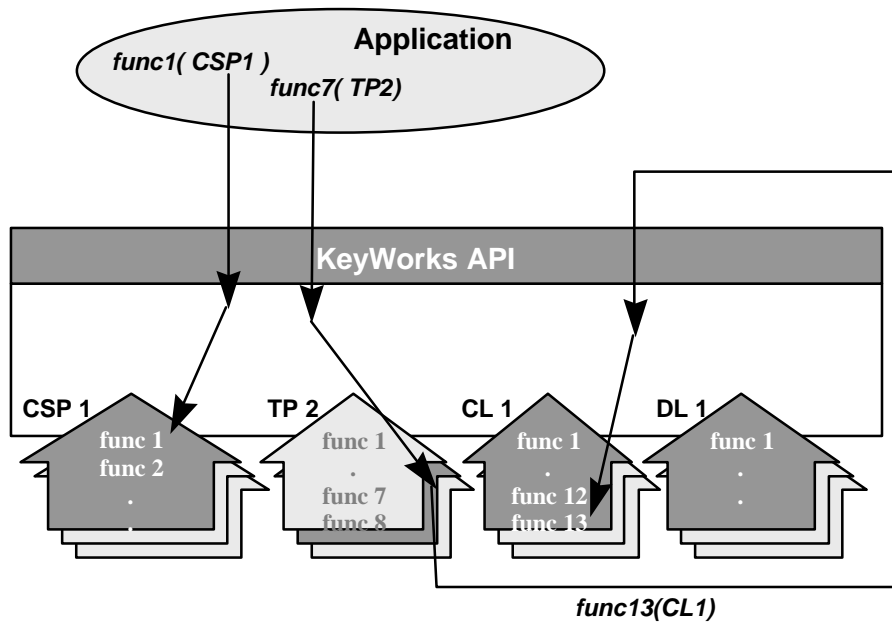 Application
func1( CSP1 )
func7( TP2)
KeyWorks API
CSP 1
TP 2
CL 1
DL 1
func 1
func 2
.
.
func 1
.
func 7
func 8
func 1
.
func 12
func 13
func 1
.
.
func13(CL1)